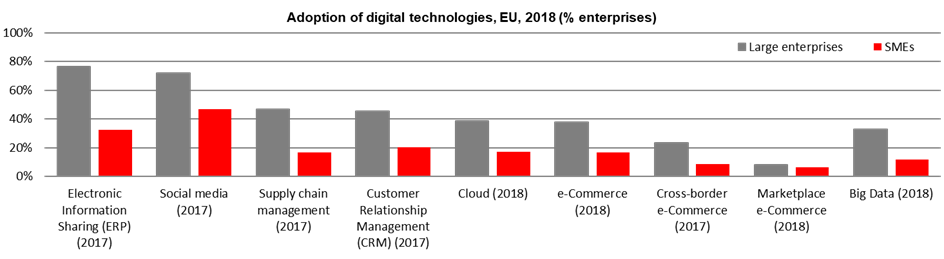 Adoption of digital technologies, EU, 2018 (% enterprises)
100%
80%
60%
40%
20%
0%
Large enterprises
SMEs
Electronic
Information
Sharing (ERP)
(2017)
Social media
(2017)
Supply chain
management
(2017)
Customer
Relationship
Management
(CRM) (2017)
Cloud (2018)
e-Commerce
(2018)
Cross-border
e-Commerce
(2017)
Marketplace
e-Commerce
(2018)
Big Data (2018)